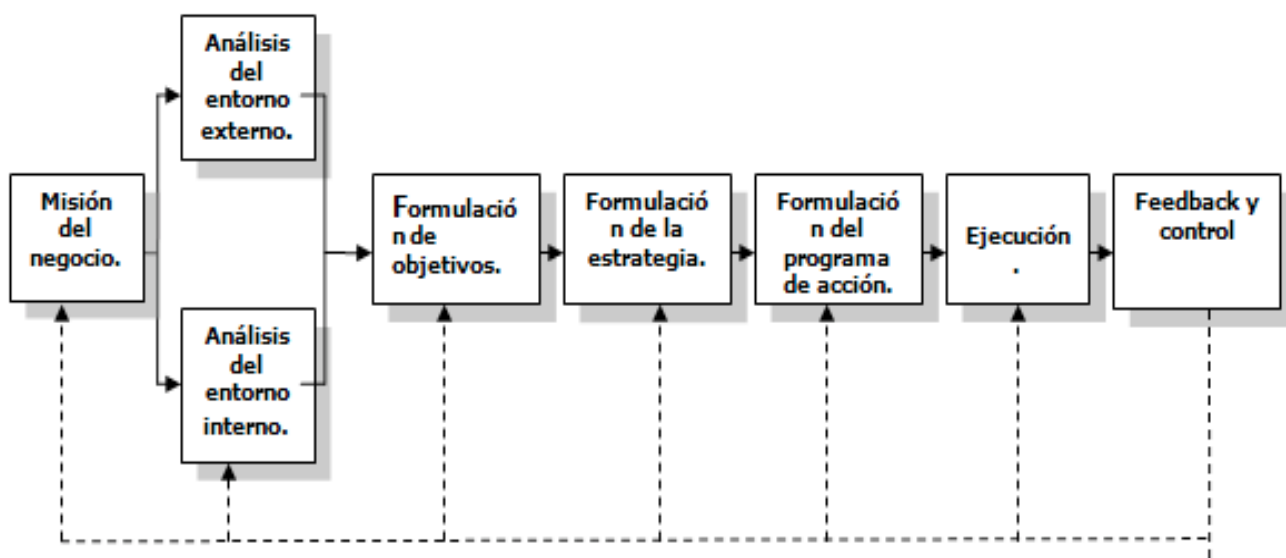 Misión
del
negocio.
Análisis
del
entorno
externo.
Análisis
del
entorno
interno.
Formulació
n de
objetivos.
Formulació
n de la
estrategia.
Formulació
n del
programa
de acción.
Ejecución
.
Feedback y
control